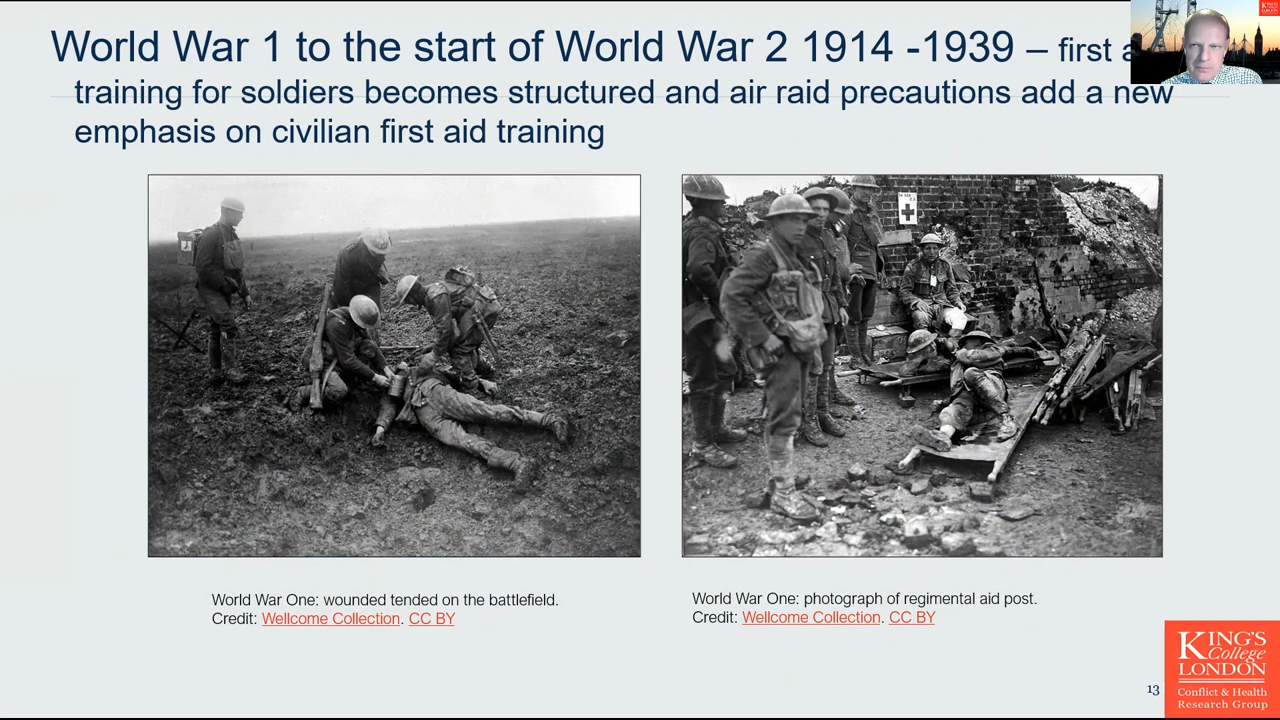 World War 1 to the start of World War 2 1914 -1939 – first a
training for soldiers becomes structured and air raid precautions add a new
emphasis on civilian first aid training
World War One: wounded tended on the battlefield.
Credit: Wellcome Collection. CC BY
World War One: photograph of regimental aid post.
Credit: Wellcome Collection. CC BY
13
KING'S
College
LONDON
Conflict & Health
Research Group